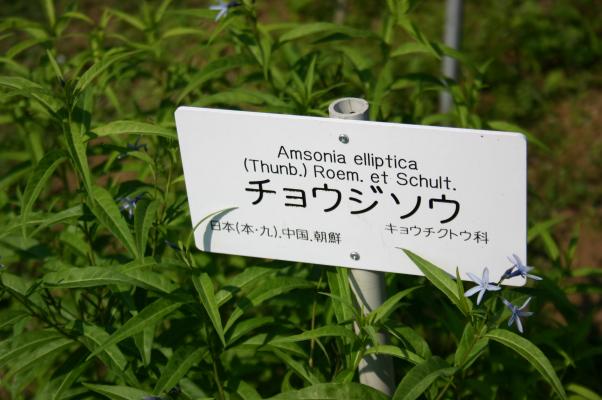 Amsonia elliptica
(Thunb.) Roem. et Schult.
チョウジソウ
日本(本・九),中国,朝鮮 キョウチクトウ科